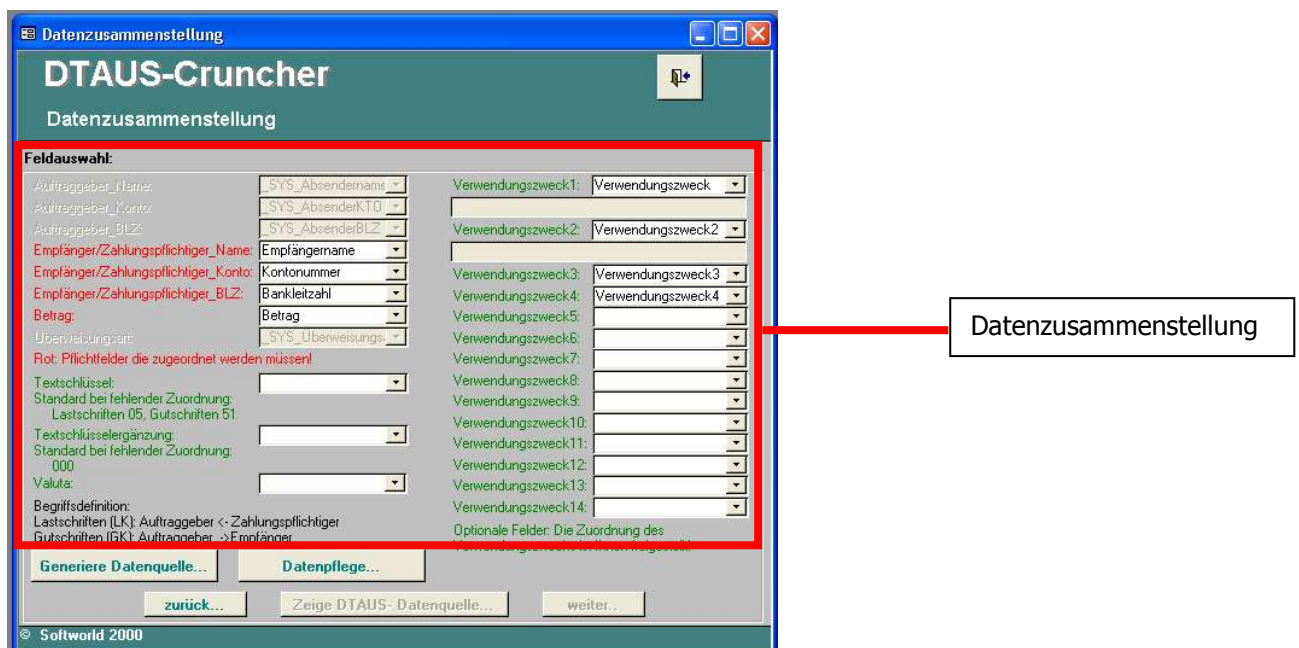 Datenzusammenstellung
DTAUS-Cruncher
Datenzusammenstellung
Feldauswahl:
Auftraggeber_Name: _SYS_Absendername
Auftraggeber_Konto: _SYS_AbsenderKTO
Auftraggeber_BLZ: _SYS_AbsenderBLZ
Empfänger/Zahlungspflichtiger_Name: Empfängername
Empfänger/Zahlungspflichtiger_Konto: Kontonummer
Empfänger/Zahlungspflichtiger_BLZ: Bankleitzahl
Betrag: Betrag
Überweisungsart: _SYS_Überweisungs
Rot: Pflichtfelder die zugeordnet werden müssen!
Textschlüssel:
Standard bei fehlender Zuordnung:
Lastschriften 05, Gutschriften 51
Textschlüsselergänzung:
Standard bei fehlender Zuordnung:
000
Valuta:
Begriffsdefinition:
Lastschriften (LK): Auftraggeber <- Zahlungspflichtiger
Gutschriften (GK): Auftraggeber ->Empfänger
Verwendungszweck1: Verwendungszweck
Verwendungszweck2: Verwendungszweck2
Verwendungszweck3: Verwendungszweck3
Verwendungszweck4: Verwendungszweck4
Verwendungszweck5:
Verwendungszweck6:
Verwendungszweck7:
Verwendungszweck8:
Verwendungszweck9:
Verwendungszweck10:
Verwendungszweck11:
Verwendungszweck12:
Verwendungszweck13:
Verwendungszweck14:
Optionale Felder: Die Zuordnung des
Generiere Datenquelle...
Datenpflege...
zurück...
Zeige DTAUS- Datenquelle...
weiter..
© Softworld 2000
Datenzusammenstellung